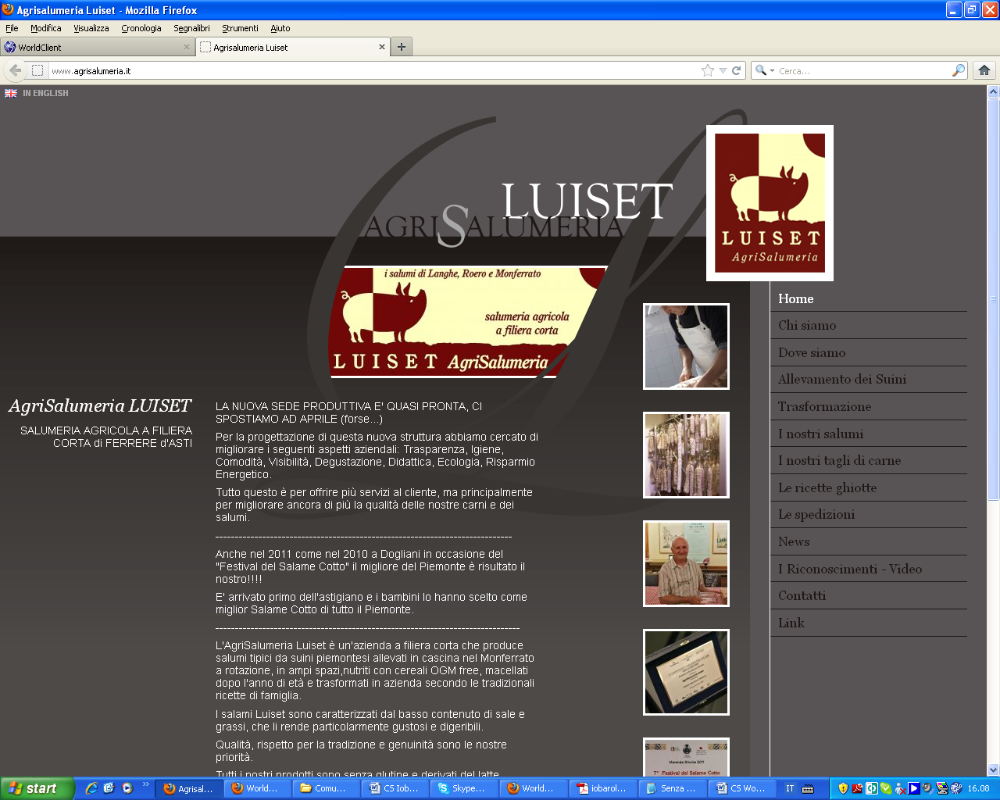 Agrisalumeria Luiset - Mozilla Firefox
File Modifica Visualizza Cronologia Segnalibri Strumenti Aiuto
WorldClient
Agrisalumeria Luiset
www.agrisalumeria.it
Cerca...
IN ENGLISH
LUISET
AGRISALUMERIA
LUISET
AgriSalumeria
i salumi di Langhe, Roero e Monferrato
salumeria agricola
a filiera corta
LUISET AgriSalumeria
Home
Chi siamo
Dove siamo
Allevamento dei Suini
Trasformazione
I nostri salumi
I nostri tagli di carne
Le ricette ghiotte
Le spedizioni
News
I Riconoscimenti - Video
Contatti
Link
AgriSalumeria LUISET
SALUMERIA AGRICOLA A FILIERA
CORTA di FERRERE d'ASTI
LA NUOVA SEDE PRODUTTIVA E' QUASI PRONTA, CI
SPOSTIAMO AD APRILE (forse...)
Per la progettazione di questa nuova struttura abbiamo cercato di
migliorare i seguenti aspetti aziendali: Trasparenza, Igiene,
Comodità, Visibilità, Degustazione, Didattica, Ecologia, Risparmio
Energetico.
Tutto questo è per offrire più servizi al cliente, ma principalmente
per migliorare ancora di più la qualità delle nostre carni e dei
salumi.
----------------------------------------------------------------------------
Anche nel 2011 come nel 2010 a Dogliani in occasione del
"Festival del Salame Cotto" il migliore del Piemonte è risultato il
nostro!!!!
E' arrivato primo dell'astigiano e i bambini lo hanno scelto come
miglior Salame Cotto di tutto il Piemonte.
------------------------------------------------------------------------------
L'AgriSalumeria Luiset è un'azienda a filiera corta che produce
salumi tipici da suini piemontesi allevati in cascina nel Monferrato
a rotazione, in ampi spazi,nutriti con cereali OGM free, macellati
dopo l'anno di età e trasformati in azienda secondo le tradizionali
ricette di famiglia.
I salami Luiset sono caratterizzati dal basso contenuto di sale e
grassi, che li rende particolarmente gustosi e digeribili.
Qualità, rispetto per la tradizione e genuinità sono le nostre
priorità.
Tutti i nostri prodotti sono senza glutine e derivati del latte
Merenda Sinoira 2011
7° Festival del Salame Cotto
start
Agrisal...
World...
Comu...
CS Iob...
Skype...
World...
iobarol...
Senza ...
CS Wo...
IT
16.08